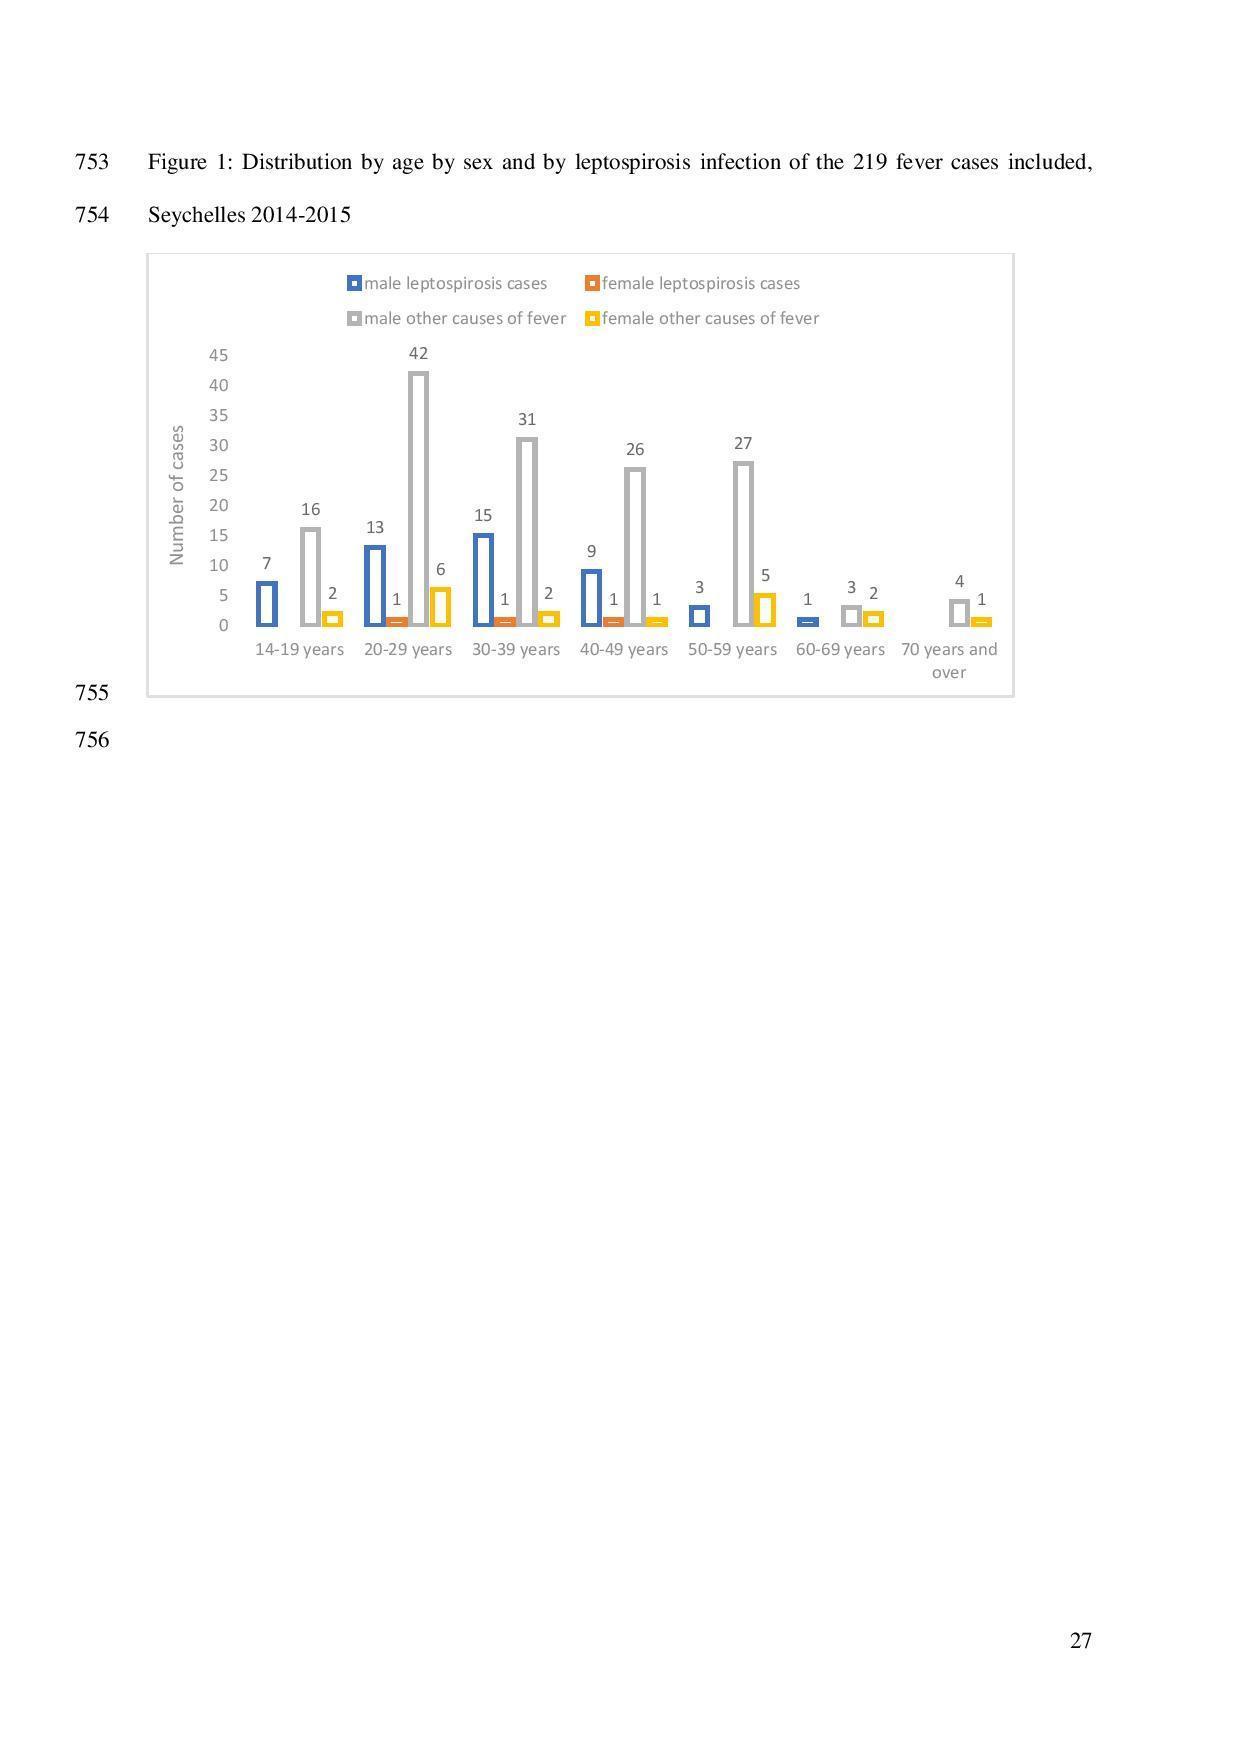 753 Figure 1: Distribution by age by sex and by leptospirosis infection of the 219 fever cases included,
754 Seychelles 2014-2015
male leptospirosis cases female leptospirosis cases
male other causes of fever female other causes of fever
45
40
35
30
25
20
15
10
5
0
Number of cases
7 16 2
13 1 42 6
15 1 31 2
9 1 26 1
3 27 5
1 3 2
4 1
14-19 years 20-29 years 30-39 years 40-49 years 50-59 years 60-69 years 70 years and
over
755
756
27